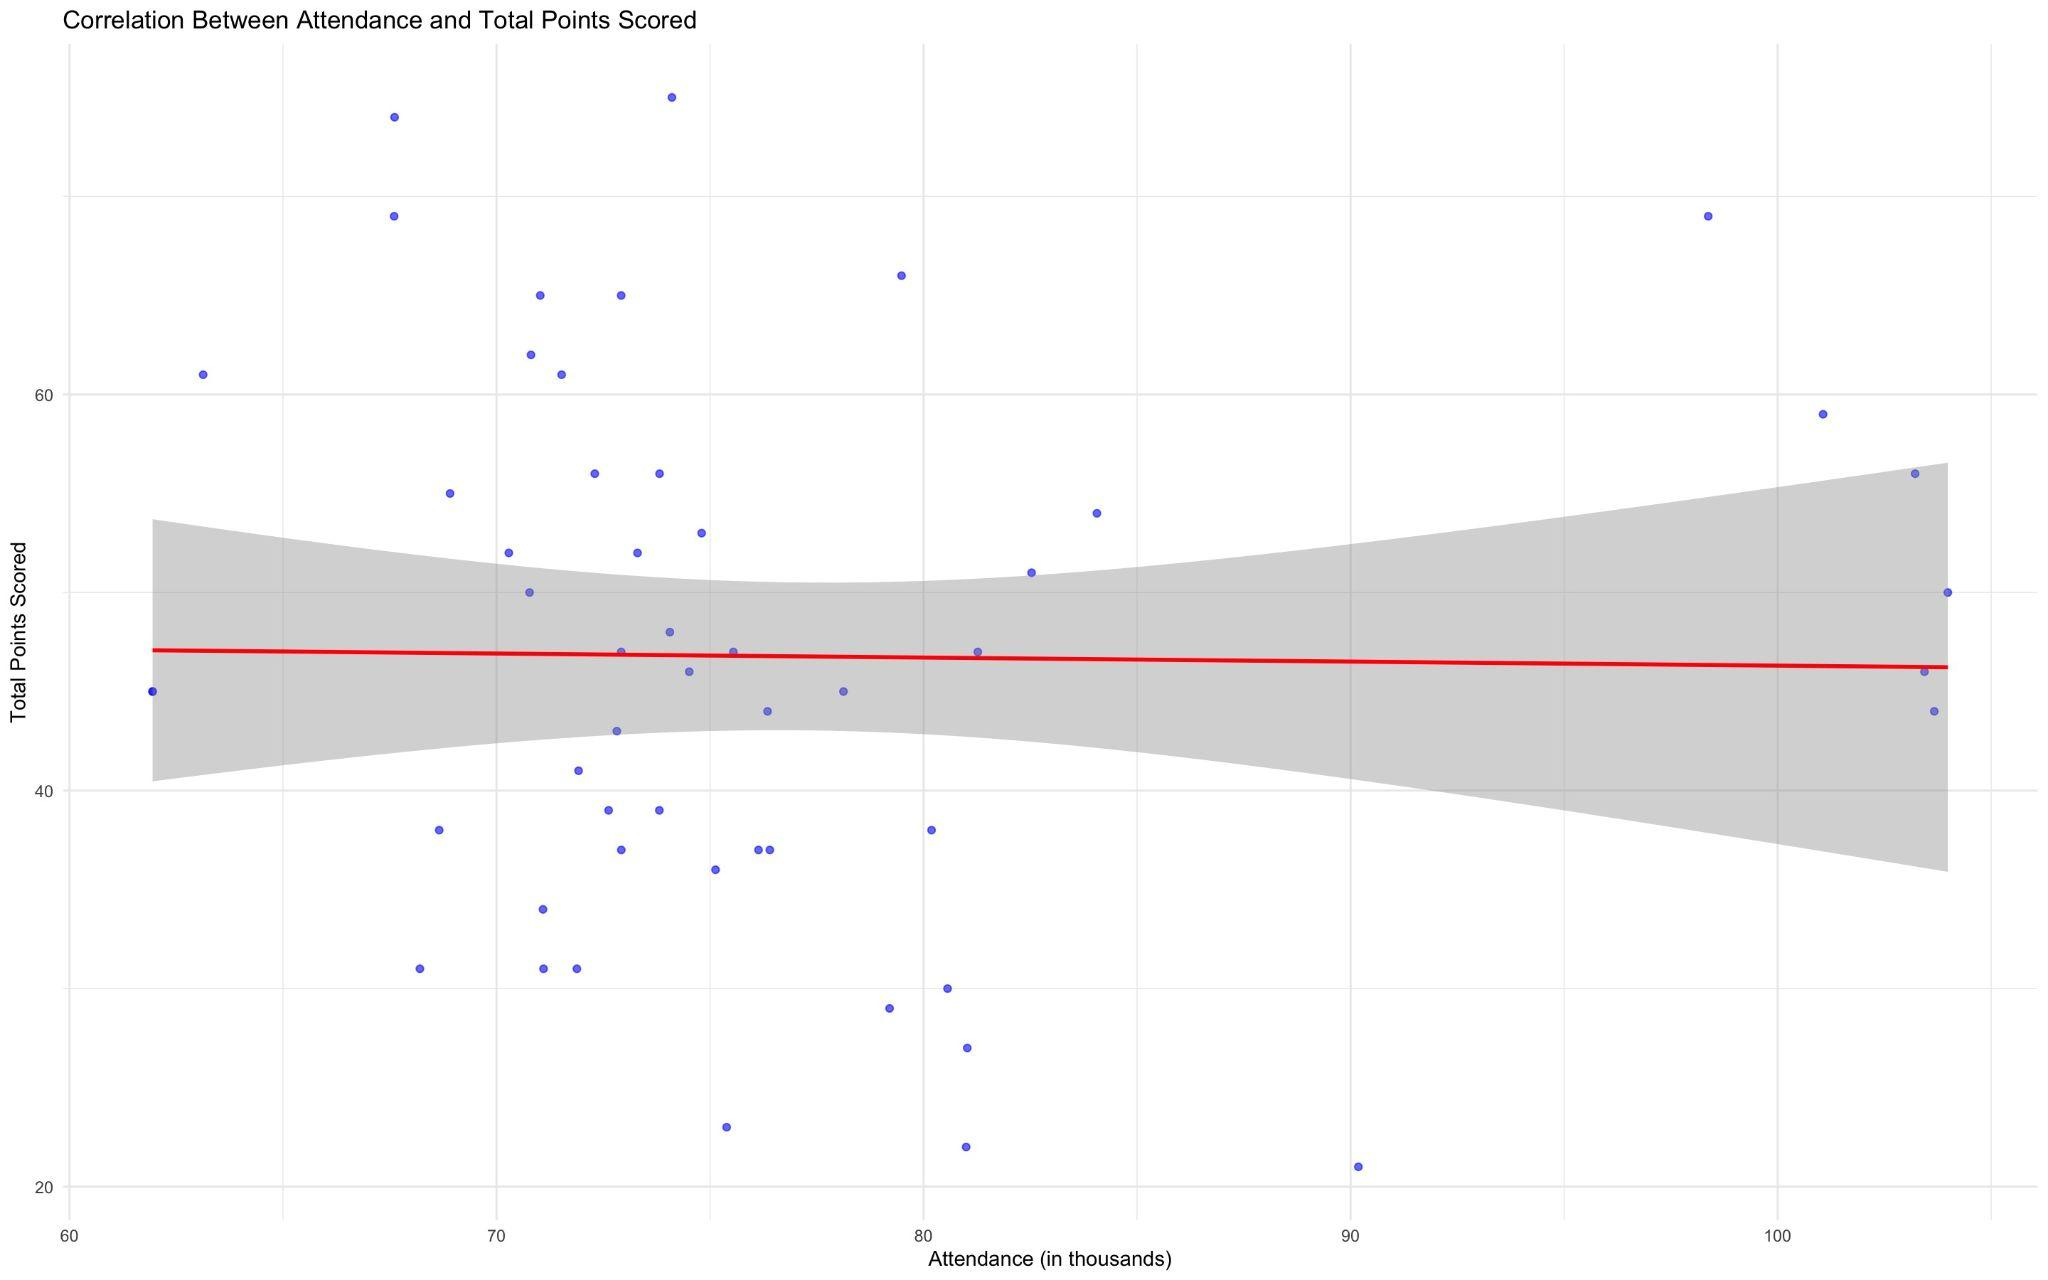 Correlation Between Attendance and Total Points Scored
Total Points Scored
60
40
20
60 70 80 90 100
Attendance (in thousands)